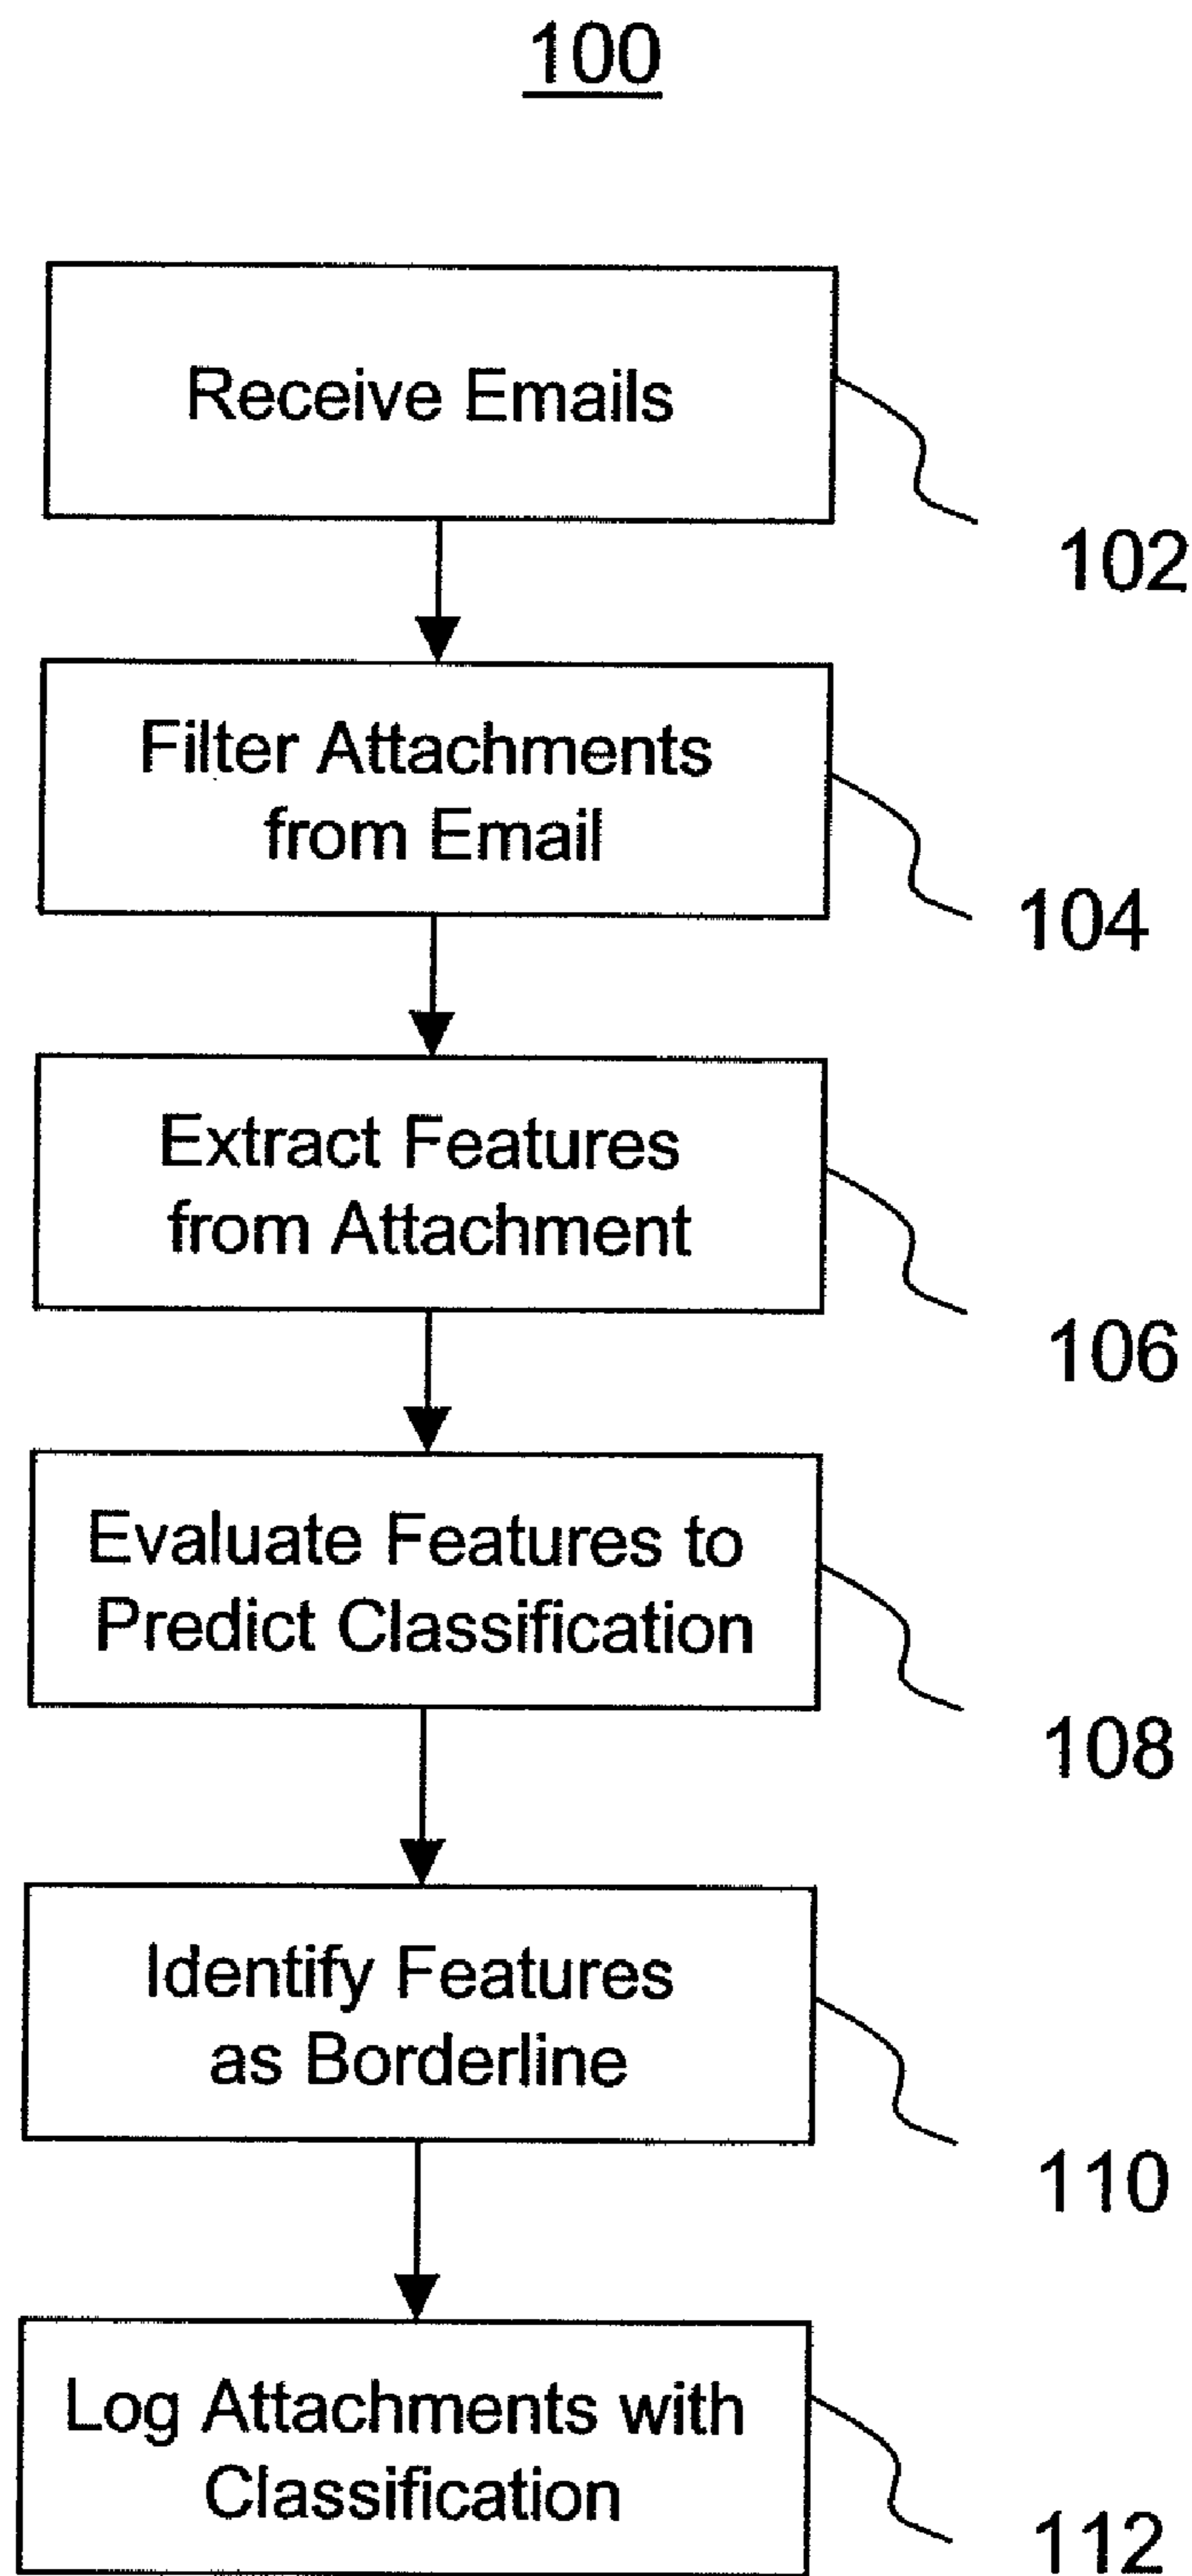 100
Receive Emails
102
Filter Attachments
from Email
104
Extract Features
from Attachment
106
Evaluate Features to
Predict Classification
108
Identify Features
as Borderline
110
Log Attachments with
Classification
112